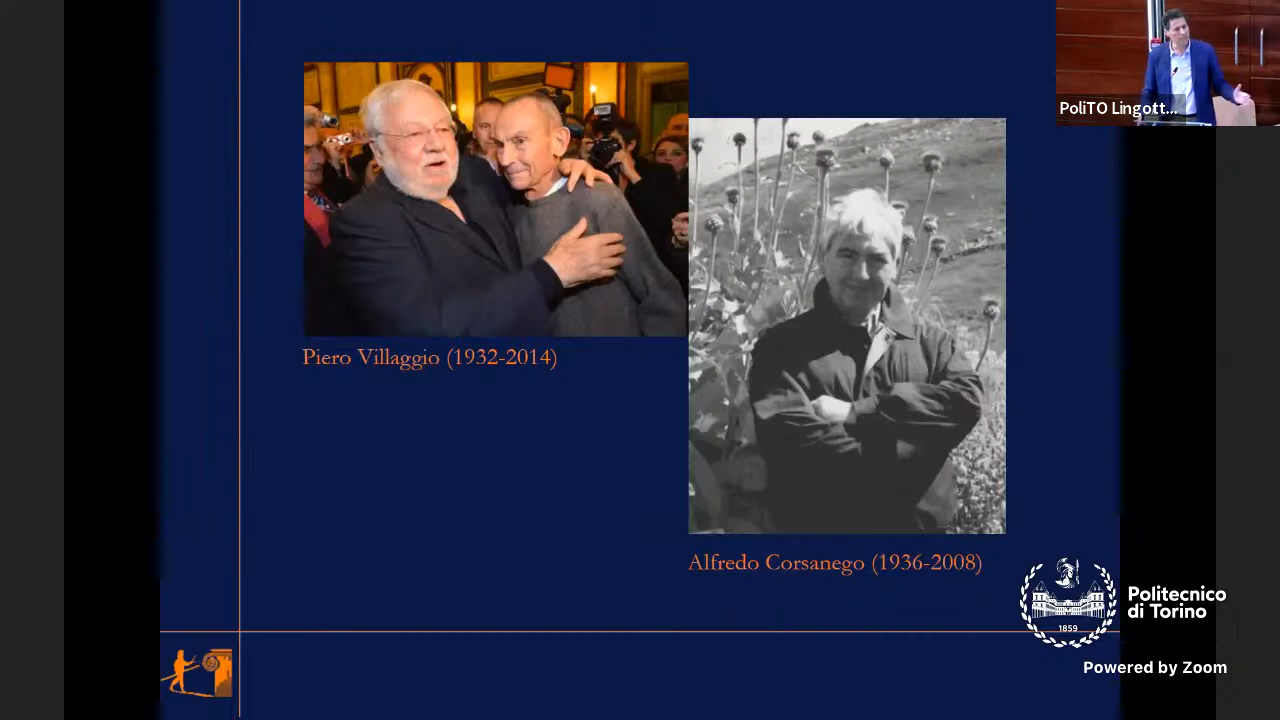 PoliTO Lingott...
Piero Villaggio (1932-2014)
Alfredo Corsanego (1936-2008)
Politecnico
di Torino
1859
Powered by Zoom